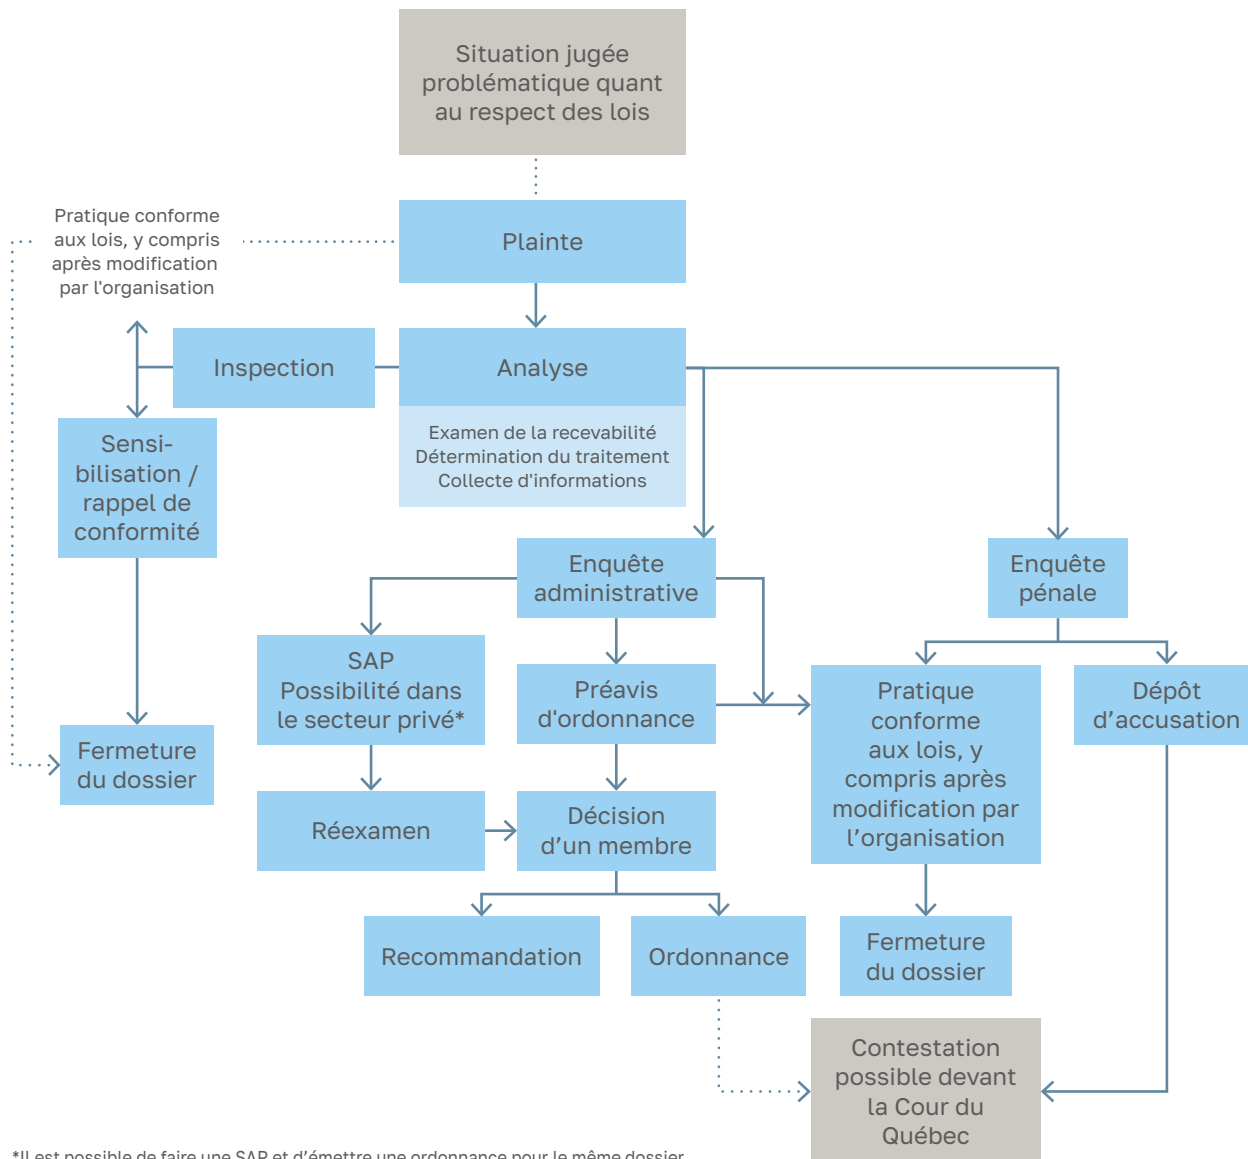 Situation jugée
problématique quant
au respect des lois
Pratique conforme
aux lois, y compris
après modification
par l'organisation
Plainte
Inspection
Analyse
Examen de la recevabilité
Détermination du traitement
Collecte d'informations
Sensi-
bilisation /
rappel de
conformité
Enquête
administrative
Enquête
pénale
SAP
Possibilité dans
le secteur privé*
Préavis
d'ordonnance
Pratique
conforme
aux lois, y
compris après
modification par
l’organisation
Dépôt
d’accusation
Fermeture
du dossier
Réexamen
Décision
d’un membre
Recommandation
Ordonnance
Fermeture
du dossier
Contestation
possible devant
la Cour du
Québec
*Il est possible de faire une SAP et d’émettre une ordonnance pour le même dossier